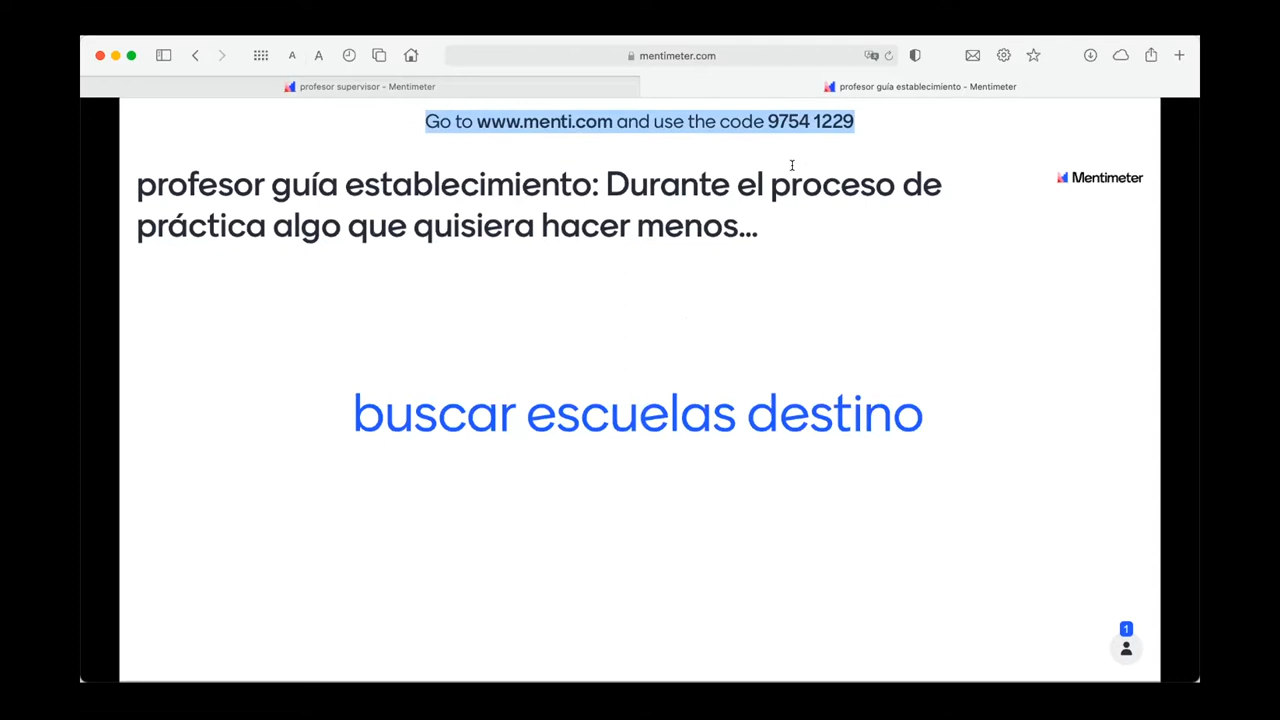 A
A
mentimeter.com
profesor supervisor - Mentimeter
profesor guía establecimiento - Mentimeter
Go to www.menti.com and use the code 9754 1229
profesor guía establecimiento: Durante el proceso de
práctica algo que quisiera hacer menos...
Mentimeter
buscar escuelas destino
1